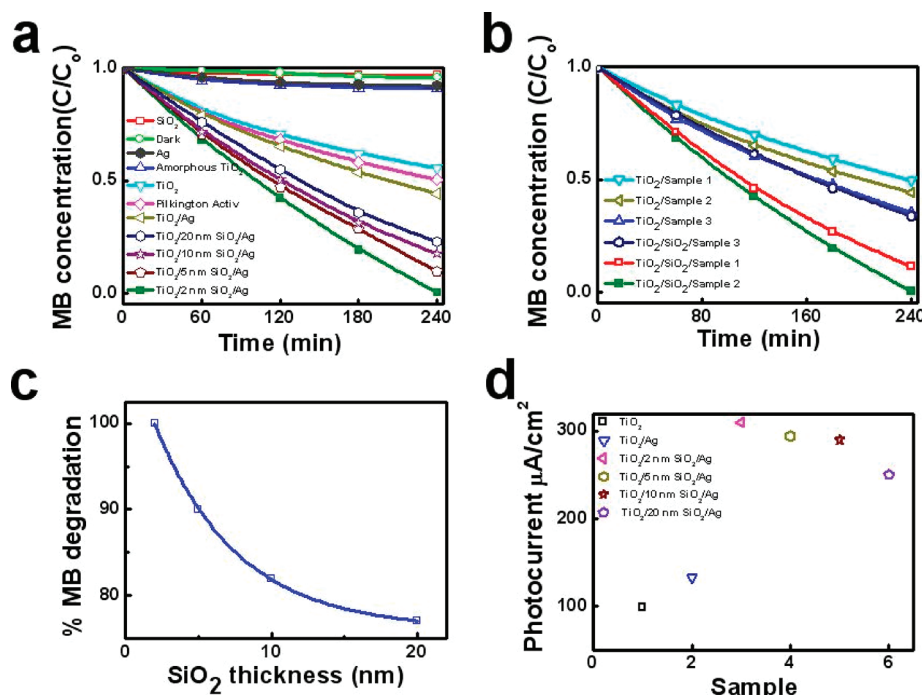 a
MB concentration(C/Cₒ)
1.0
0.5
0.0
SiO₂
Dark
Ag
Amorphous TiO₂
TiO₂
Pilkington Activ
TiO₂/Ag
TiO₂/20 nm SiO₂/Ag
TiO₂/10 nm SiO₂/Ag
TiO₂/5 nm SiO₂/Ag
TiO₂/2 nm SiO₂/Ag
0 60 120 180 240
Time (min)
b
MB concentration (C/Cₒ)
1.0
0.5
0.0
TiO₂/Sample 1
TiO₂/Sample 2
TiO₂/Sample 3
TiO₂/SiO₂/Sample 3
TiO₂/SiO₂/Sample 1
TiO₂/SiO₂/Sample 2
0 80 160 240
Time (min)
c
% MB degradation
100
90
80
0 10 20
SiO₂ thickness (nm)
d
Photocurrent μA/cm²
300
200
100
TiO₂
TiO₂/Ag
TiO₂/2 nm SiO₂/Ag
TiO₂/5 nm SiO₂/Ag
TiO₂/10 nm SiO₂/Ag
TiO₂/20 nm SiO₂/Ag
0 2 4 6
Sample